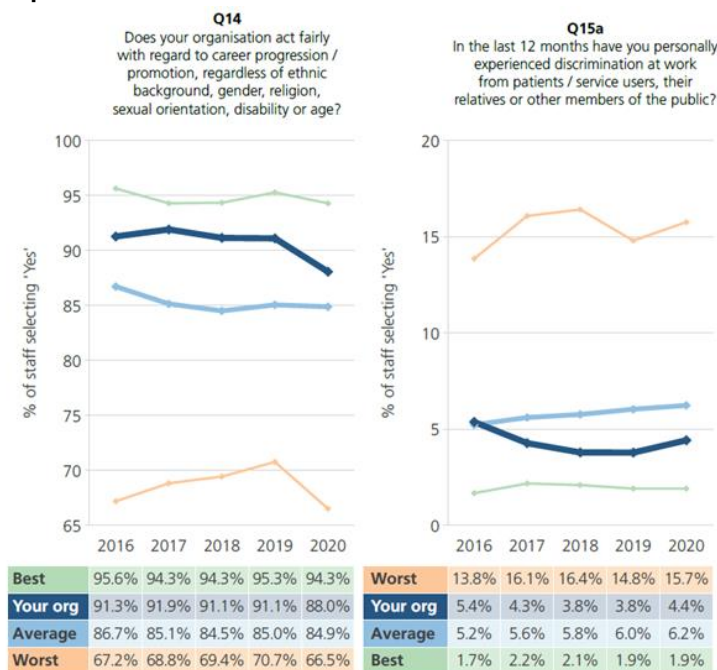 Q14
Does your organisation act fairly
with regard to career progression /
promotion, regardless of ethnic
background, gender, religion,
sexual orientation, disability or age?
% of staff selecting 'Yes'
100
95
90
85
80
75
70
65
2016 2017 2018 2019 2020
Best 95.6% 94.3% 94.3% 95.3% 94.3%
Your org 91.3% 91.9% 91.1% 91.1% 88.0%
Average 86.7% 85.1% 84.5% 85.0% 84.9%
Worst 67.2% 68.8% 69.4% 70.7% 66.5%
Q15a
In the last 12 months have you personally
experienced discrimination at work
from patients / service users, their
relatives or other members of the public?
% of staff selecting 'Yes'
20
15
10
5
0
2016 2017 2018 2019 2020
Worst 13.8% 16.1% 16.4% 14.8% 15.7%
Your org 5.4% 4.3% 3.8% 3.8% 4.4%
Average 5.2% 5.6% 5.8% 6.0% 6.2%
Best 1.7% 2.2% 2.1% 1.9% 1.9%